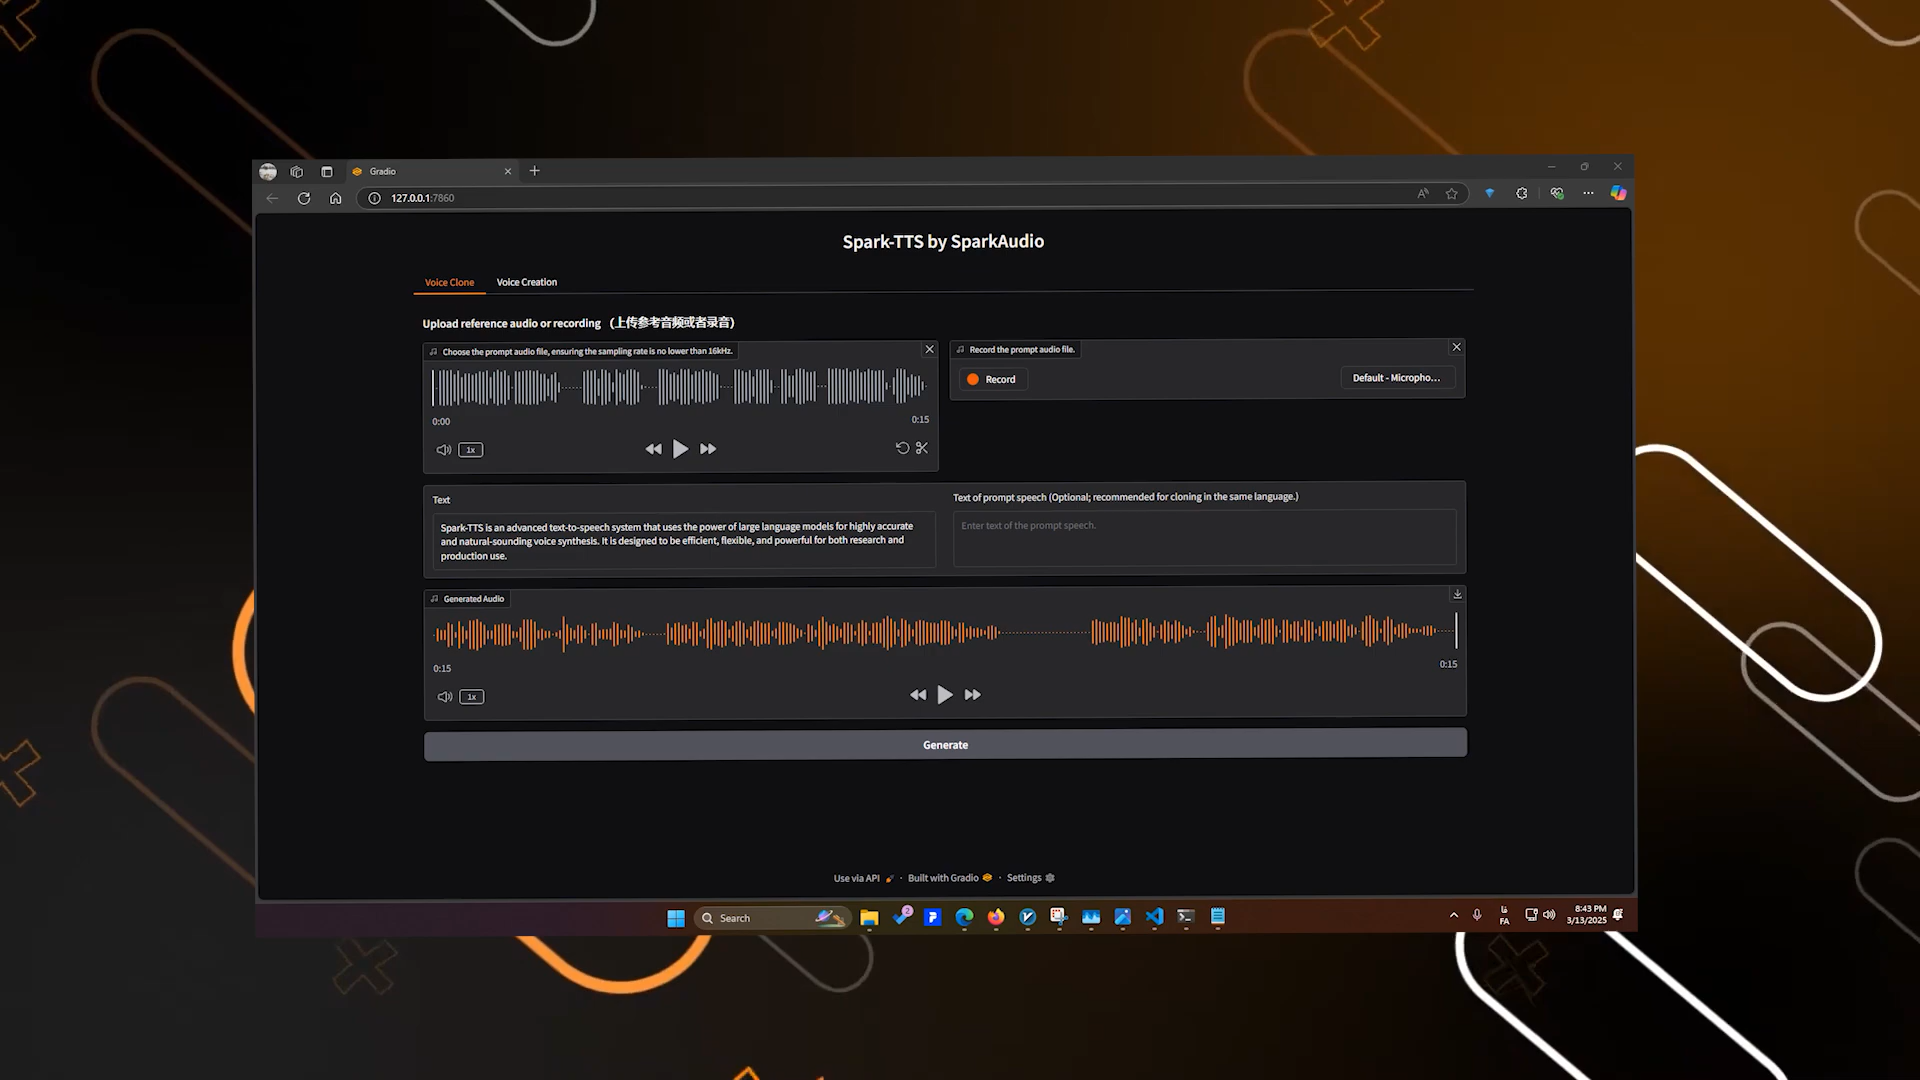 Gradio
127.0.0.1:7860
Spark-TTS by SparkAudio
Voice Clone
Voice Creation
Upload reference audio or recording (上传参考音频或者录音)
Choose the prompt audio file, ensuring the sampling rate is no lower than 16kHz.
0:00
0:15
1x
Record the prompt audio file.
Record
Default - Micropho...
Text
Spark-TTS is an advanced text-to-speech system that uses the power of large language models for highly accurate
and natural-sounding voice synthesis. It is designed to be efficient, flexible, and powerful for both research and
production use.
Text of prompt speech (Optional; recommended for cloning in the same language.)
Enter text of the prompt speech.
Generated Audio
0:15
0:15
1x
Generate
Use via API · Built with Gradio · Settings
Search
2
فا
FA
8:43 PM
3/13/2025